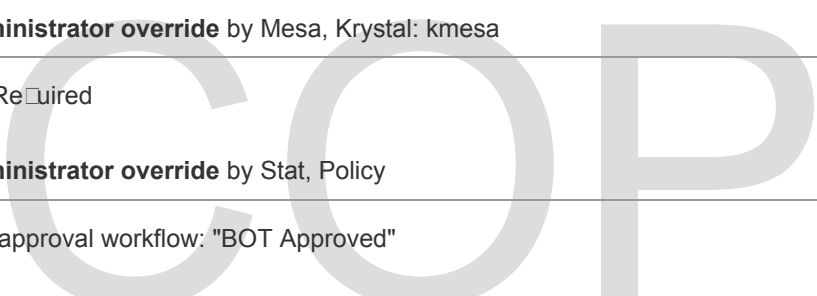 ministrator override by Mesa, Krystal: kmesa
Re□uired
ministrator override by Stat, Policy
approval workflow: "BOT Approved"
COP